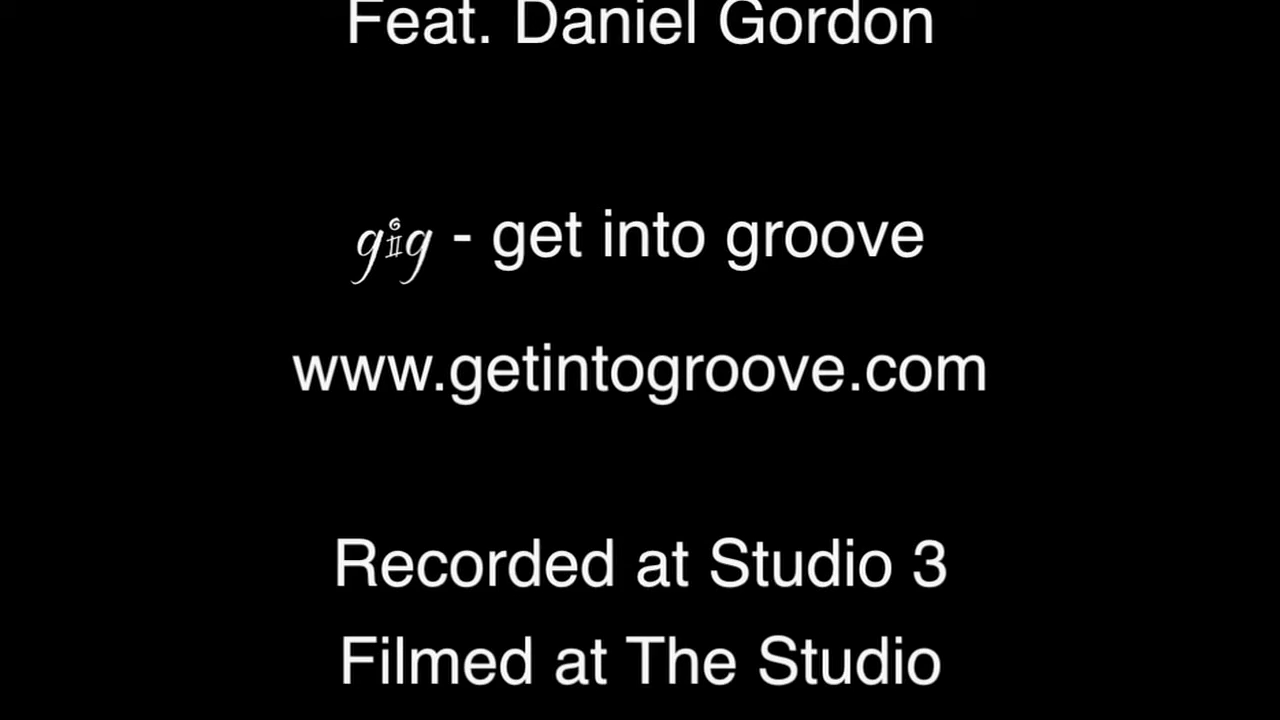 Feat. Daniel Gordon
gig - get into groove
www.getintogroove.com
Recorded at Studio 3
Filmed at The Studio